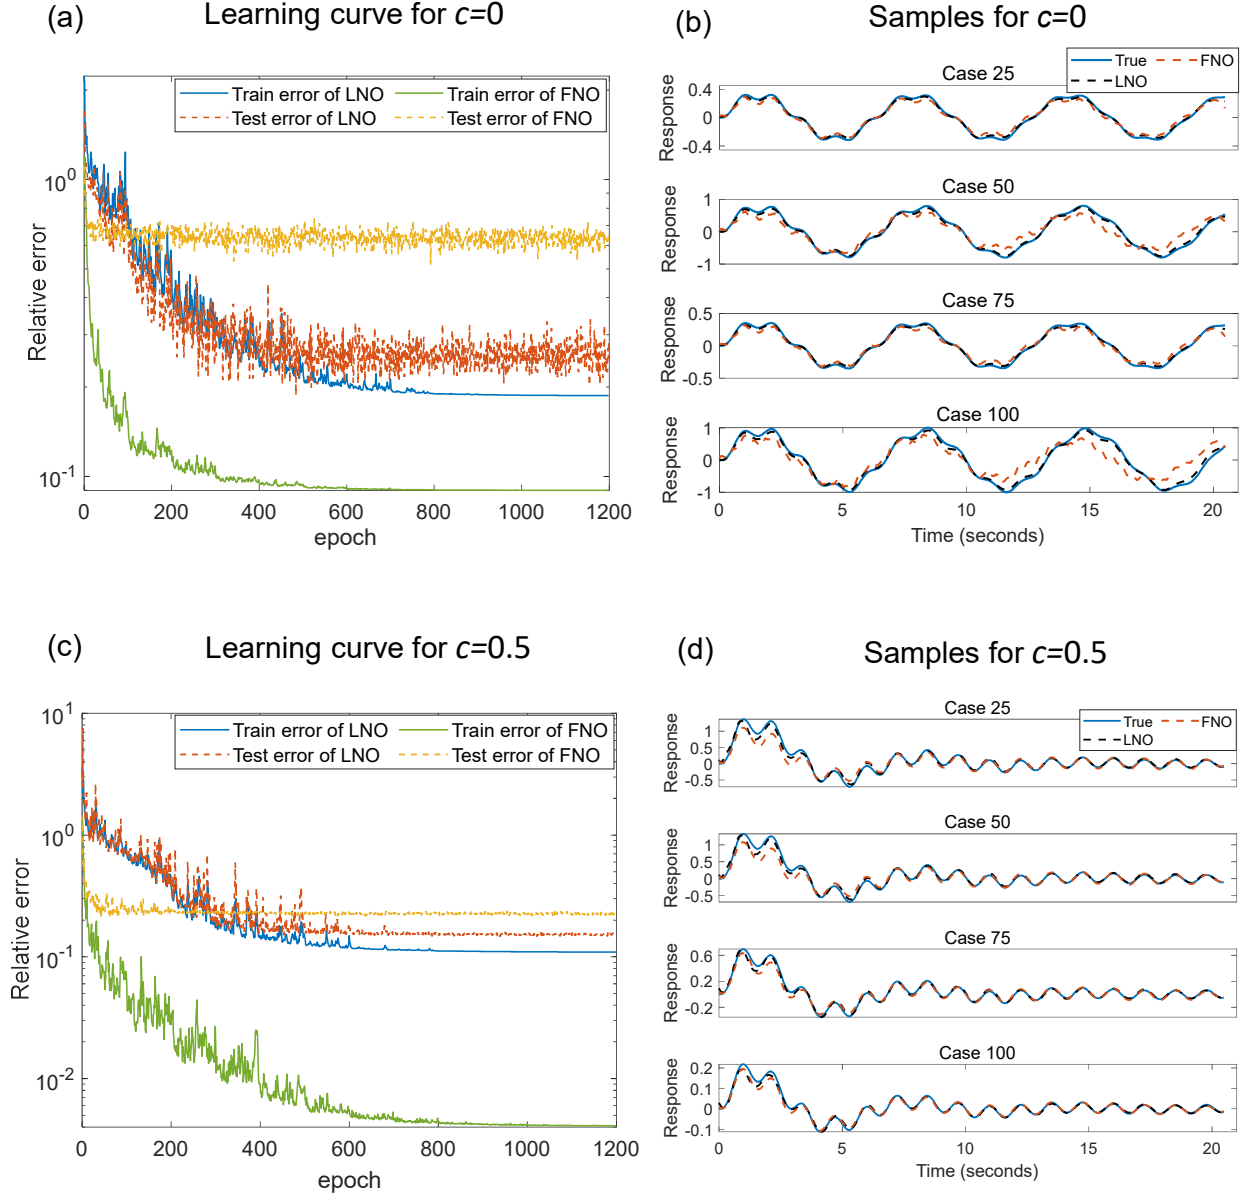 (a)
Learning curve for c=0
Train error of LNO
Train error of FNO
Test error of LNO
Test error of FNO
Relative error
10^0
10^-1
0 200 400 600 800 1000 1200
epoch
(b)
Samples for c=0
True
FNO
LNO
Case 25
Response
0.4
0
-0.4
Case 50
Response
1
0
-1
Case 75
Response
0.5
0
-0.5
Case 100
Response
1
0
-1
0 5 10 15 20
Time (seconds)
(c)
Learning curve for c=0.5
Train error of LNO
Train error of FNO
Test error of LNO
Test error of FNO
Relative error
10^1
10^0
10^-1
10^-2
0 200 400 600 800 1000 1200
epoch
(d)
Samples for c=0.5
True
FNO
LNO
Case 25
Response
1
0.5
0
-0.5
Case 50
Response
1
0.5
0
-0.5
Case 75
Response
0.6
0.2
-0.2
Case 100
Response
0.2
0.1
0
-0.1
0 5 10 15 20
Time (seconds)